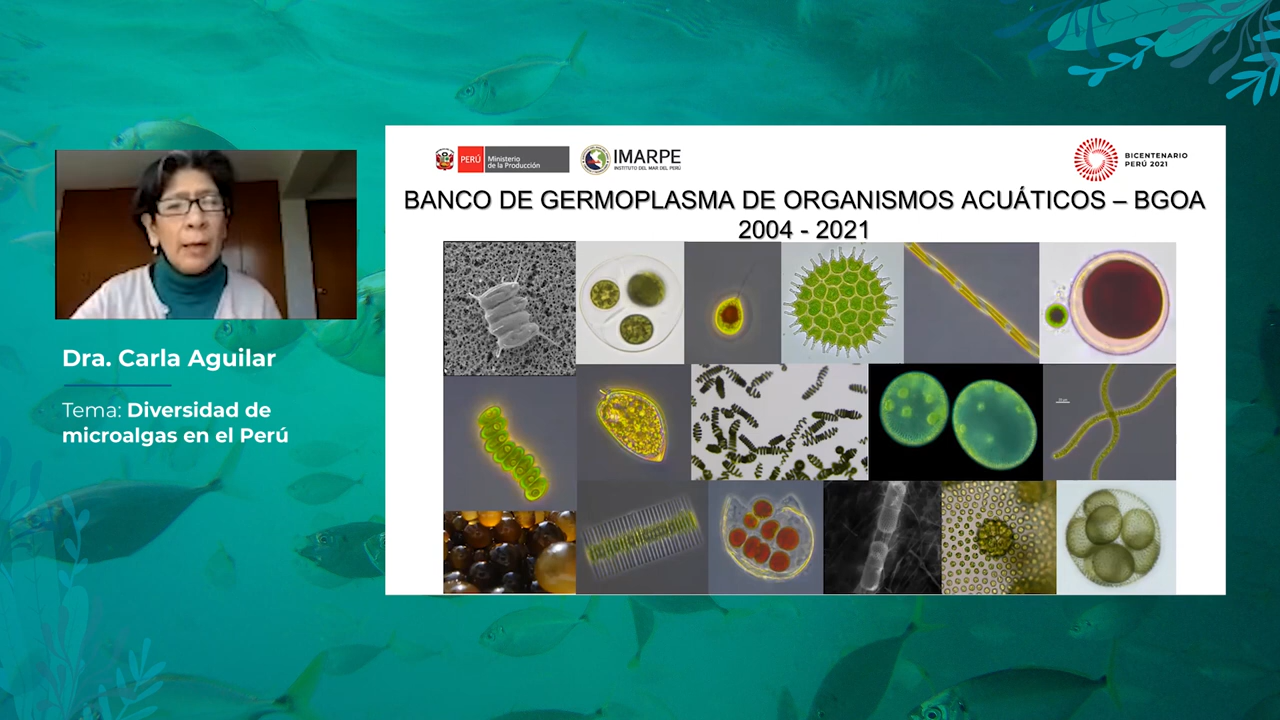 PERÚ
Ministerio
de la Producción
IMARPE
INSTITUTO DEL MAR DEL PERÚ
BICENTENARIO
PERÚ 2021
BANCO DE GERMOPLASMA DE ORGANISMOS ACUÁTICOS – BGOA
2004 - 2021
Dra. Carla Aguilar
Tema: Diversidad de
microalgas en el Perú